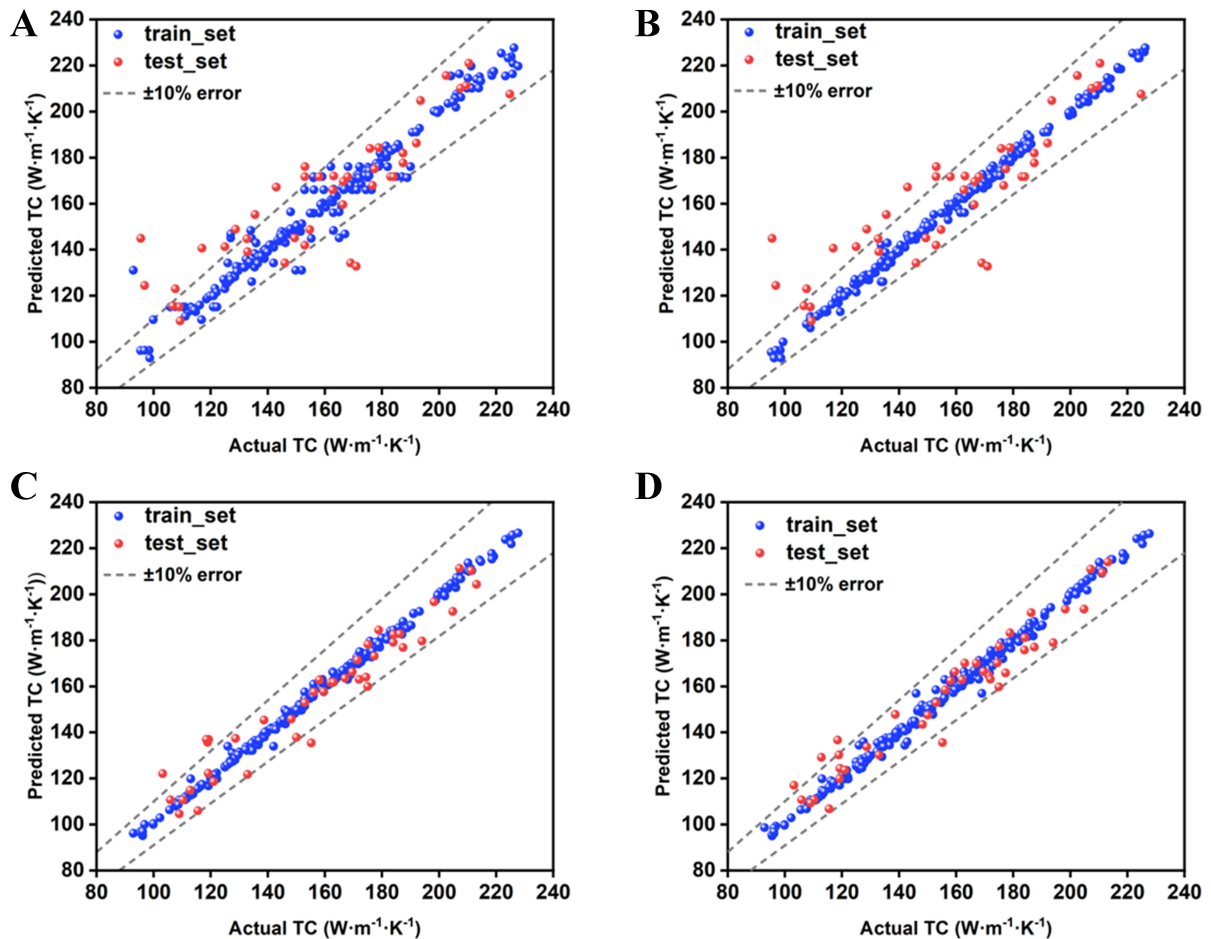 A
240
220
200
180
160
140
120
100
80
Predicted TC (W·m⁻¹·K⁻¹)
train_set
test_set
±10% error
80 100 120 140 160 180 200 220 240
Actual TC (W·m⁻¹·K⁻¹)
B
240
220
200
180
160
140
120
100
80
Predicted TC (W·m⁻¹·K⁻¹)
train_set
test_set
±10% error
80 100 120 140 160 180 200 220 240
Actual TC (W·m⁻¹·K⁻¹)
C
240
220
200
180
160
140
120
100
80
Predicted TC (W·m⁻¹·K⁻¹))
train_set
test_set
±10% error
80 100 120 140 160 180 200 220 240
Actual TC (W·m⁻¹·K⁻¹)
D
240
220
200
180
160
140
120
100
80
Predicted TC (W·m⁻¹·K⁻¹)
train_set
test_set
±10% error
80 100 120 140 160 180 200 220 240
Actual TC (W·m⁻¹·K⁻¹)